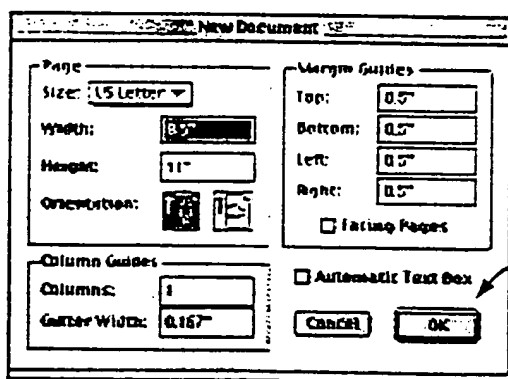 New Document
Page
Size: US Letter
Width: 8.5"
Height: 11"
Orientation:
Margin Guides
Top: 0.5"
Bottom: 0.5"
Left: 0.5"
Right: 0.5"
Facing Pages
Column Guides
Columns: 1
Gutter Width: 0.167"
Automatic Text Box
Cancel
OK